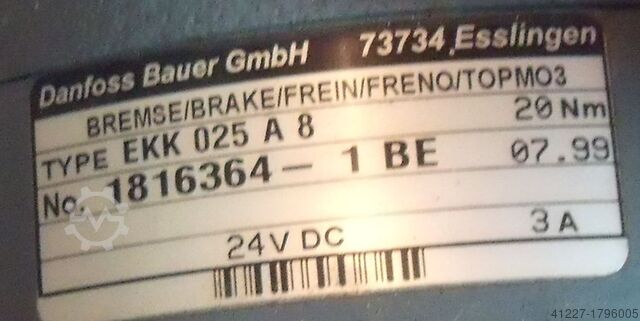 Danfoss Bauer GmbH 73734 Esslingen
BREMSE/BRAKE/FREIN/FRENO/TOPMO3
TYPE EKK 025 A 8 20 Nm
No. 1816364- 1 BE 07.99
24V DC 3 A
41227-1796005